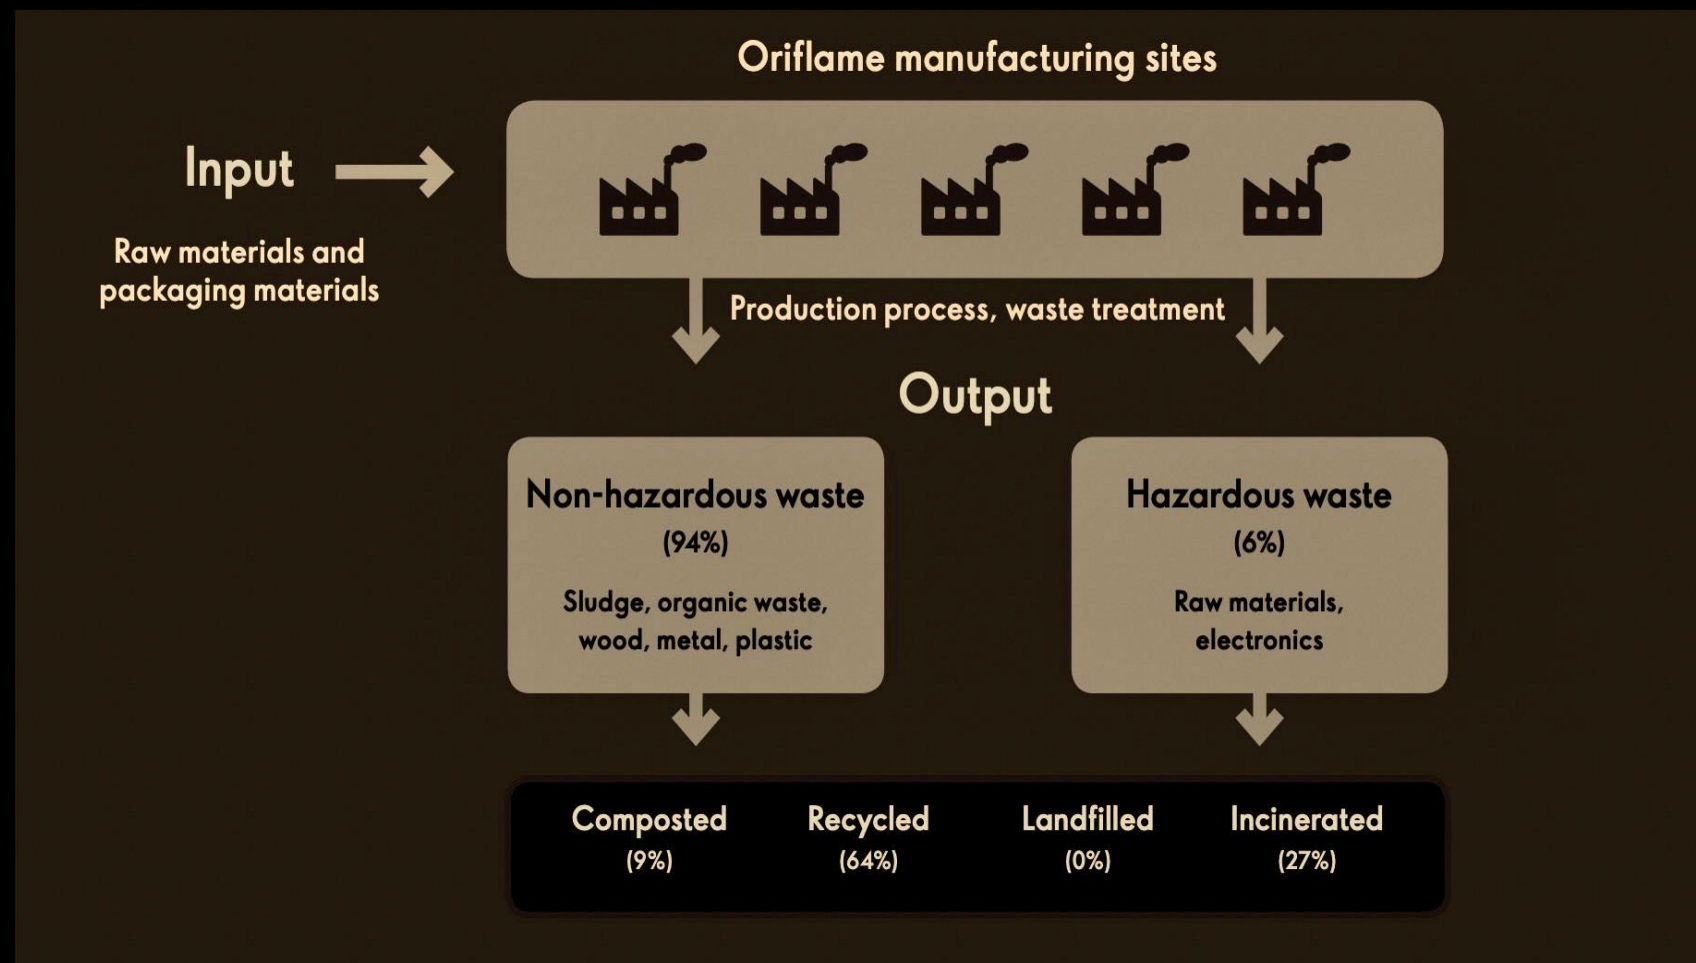 Oriflame manufacturing sites
Input
Raw materials and
packaging materials
Production process, waste treatment
Output
Non-hazardous waste
(94%)
Sludge, organic waste,
wood, metal, plastic
Hazardous waste
(6%)
Raw materials,
electronics
Composted
(9%)
Recycled
(64%)
Landfilled
(0%)
Incinerated
(27%)